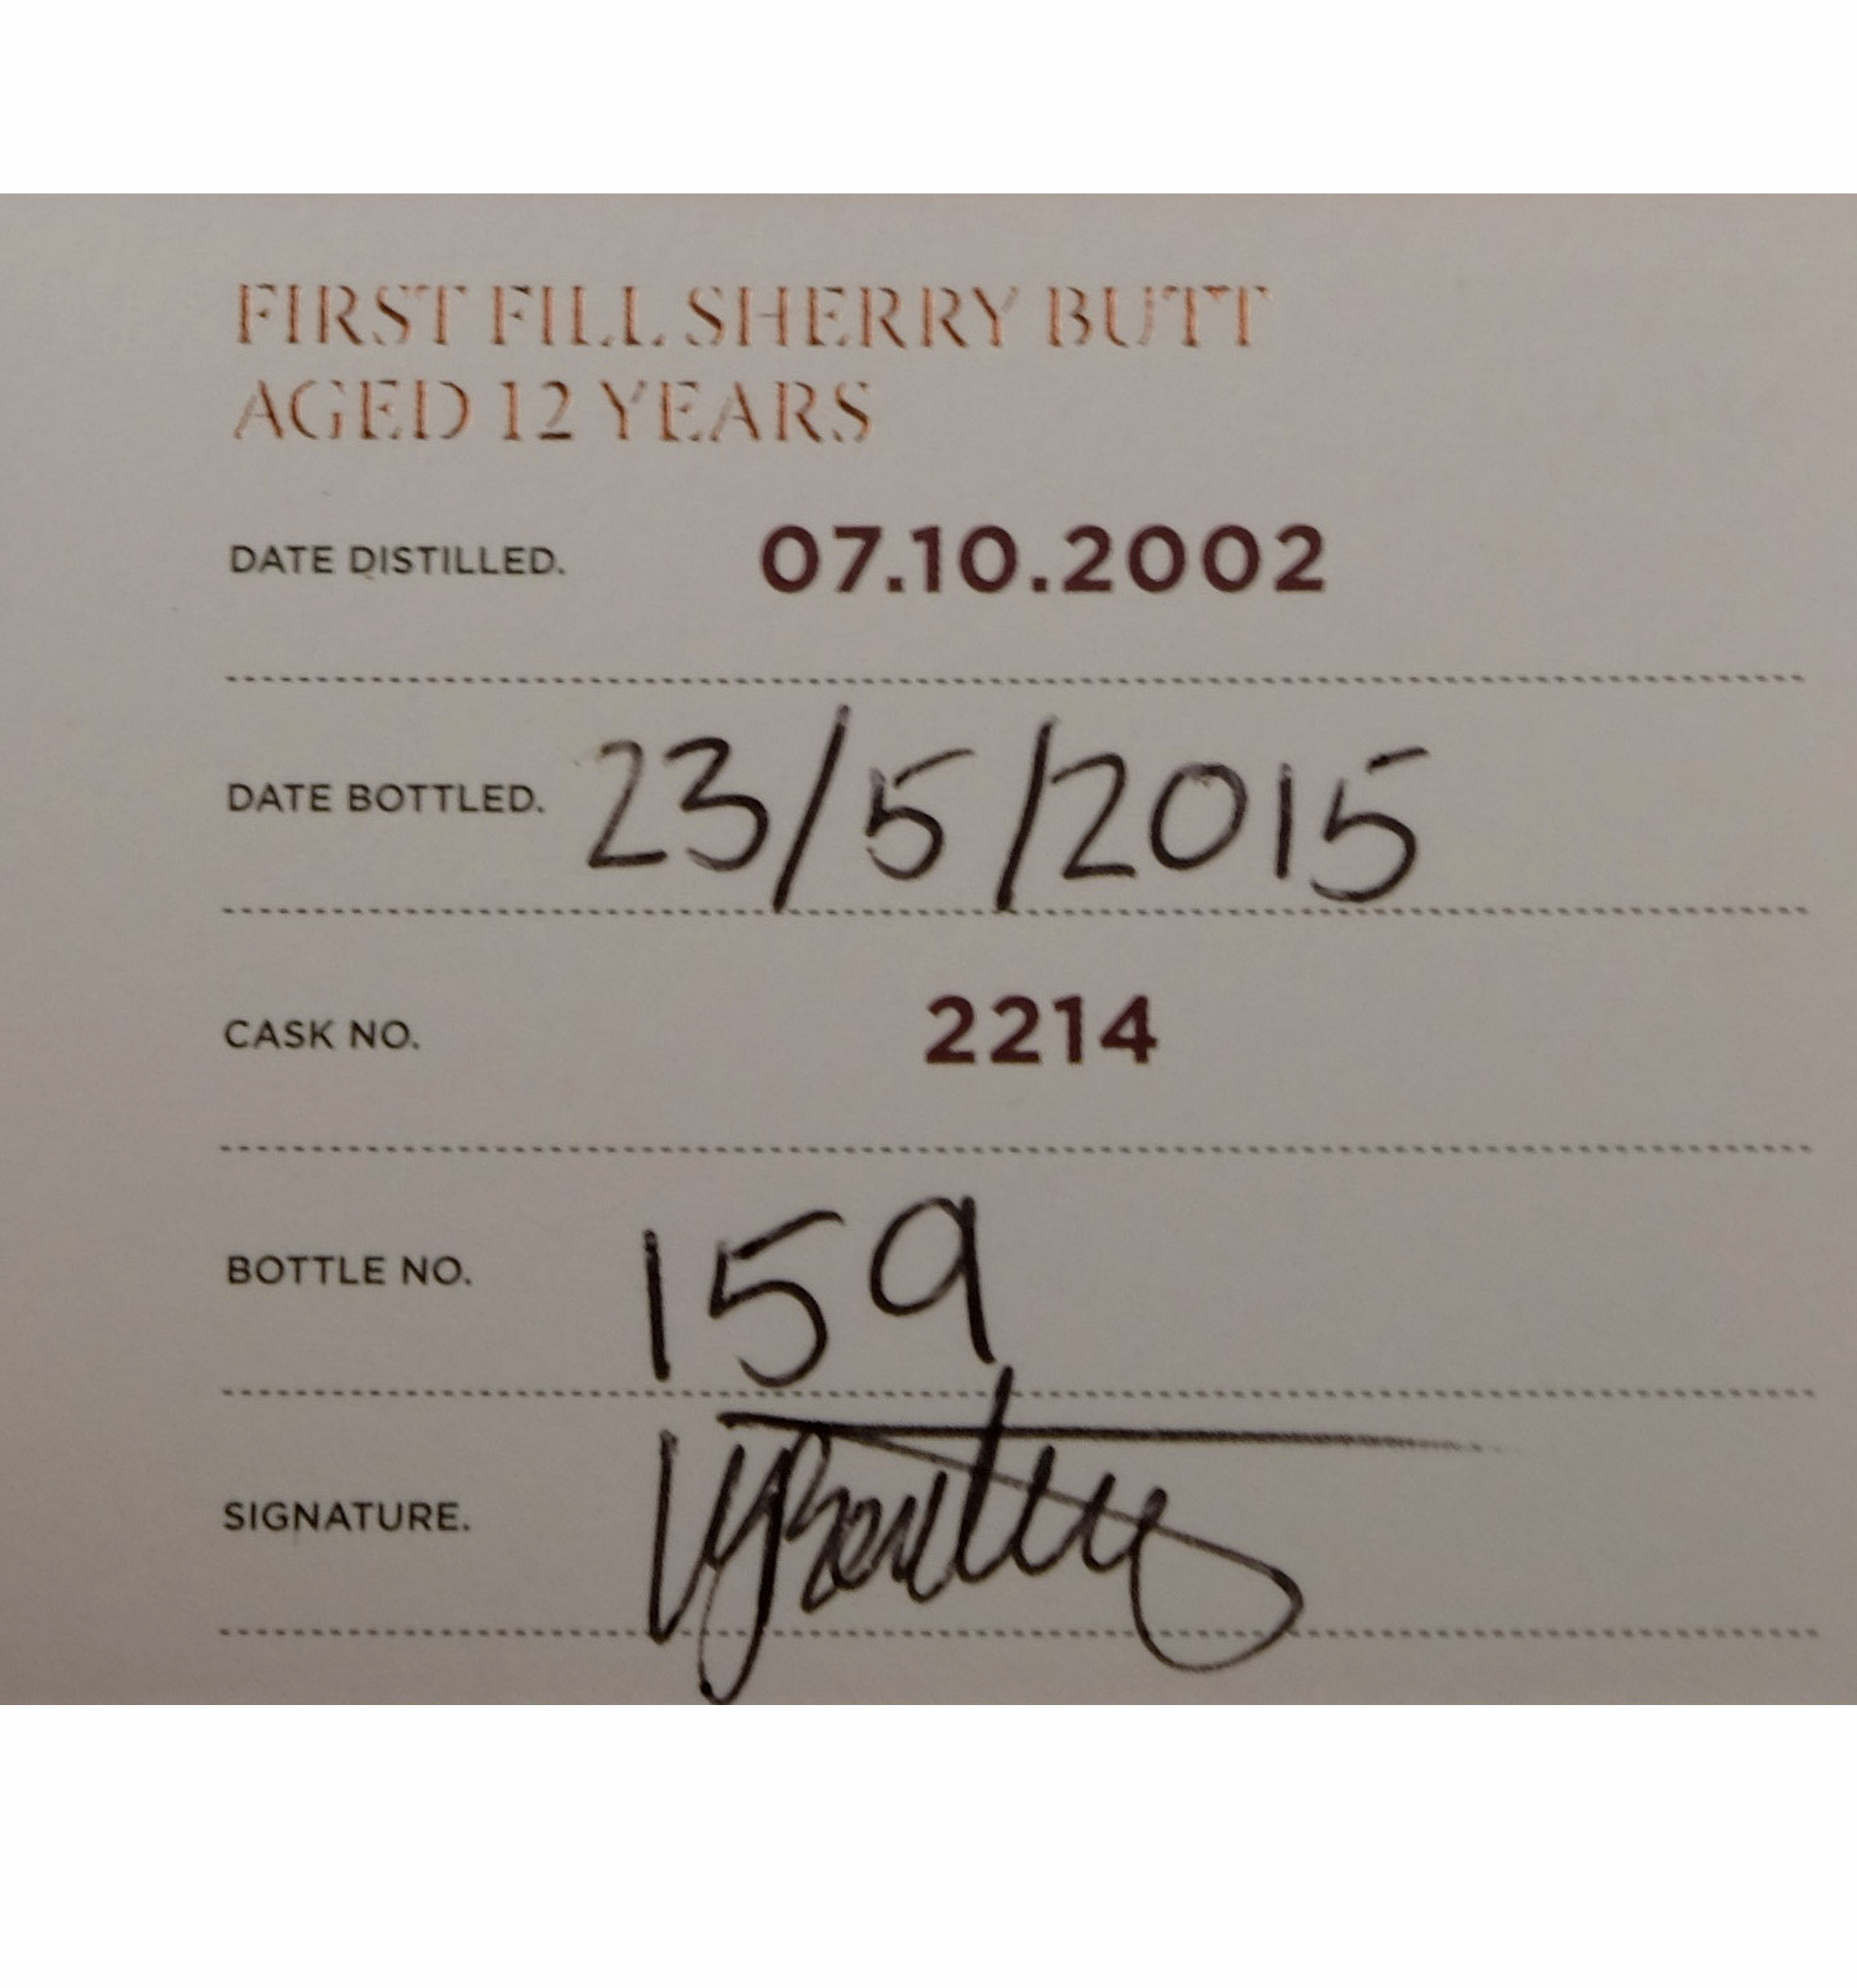 FIRST FILL SHERRY BUTT
AGED 12 YEARS
DATE DISTILLED. 07.10.2002
DATE BOTTLED. 23/5/2015
CASK NO. 2214
BOTTLE NO. 159
SIGNATURE.